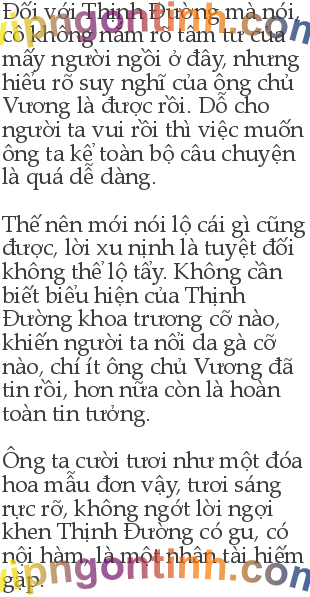 Đối với Thịnh Đường mà nói,
có không nắm rõ tâm tư của
mấy người ngồi ở đây, nhưng
hiểu rõ suy nghĩ của ông chủ
Vương là được rồi. Dỗ cho
người ta vui rồi thì việc muốn
ông ta kể toàn bộ câu chuyện
là quá dễ dàng.
Thế nên mới nói lộ cái gì cũng
được, lời xu nịnh là tuyệt đối
không thể lộ tẩy. Không cần
biết biểu hiện của Thịnh
Đường khoa trương cỡ nào,
khiến người ta nổi da gà cỡ
nào, chí ít ông chủ Vương đã
tin rồi, hơn nữa còn là hoàn
toàn tin tưởng.
Ông ta cười tươi như một đóa
hoa mẫu đơn vậy, tươi sáng
rực rỡ, không ngớt lời ngợi
khen Thịnh Đường có gu, có
nội hàm, là một nhân tài hiếm
gặp.